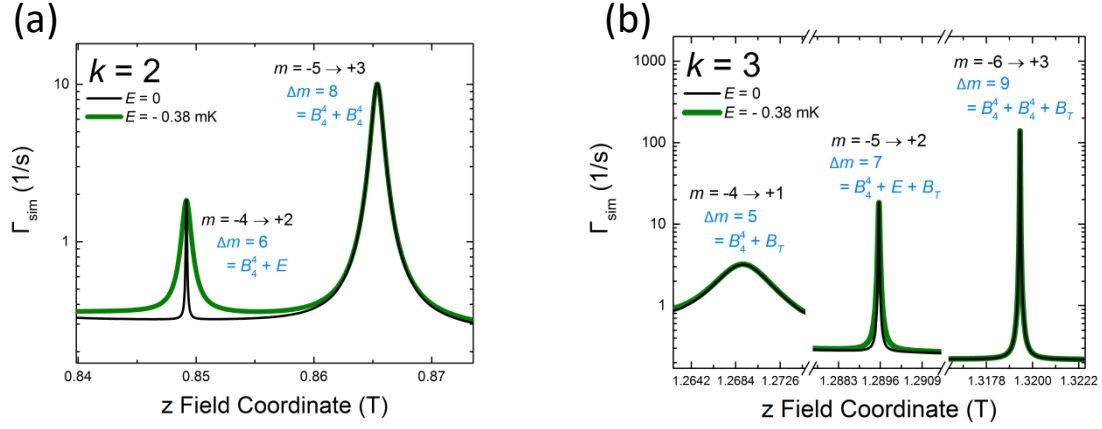 (a)
k = 2
E = 0
E = - 0.38 mK
m = -5 → +3
Δm = 8
= B₄⁴ + B₄⁴
m = -4 → +2
Δm = 6
= B₄⁴ + E
10
1
Γsim (1/s)
0.84 0.85 0.86 0.87
z Field Coordinate (T)
(b)
k = 3
E = 0
E = - 0.38 mK
m = -6 → +3
Δm = 9
= B₄⁴ + B₄⁴ + B_T
m = -5 → +2
Δm = 7
= B₄⁴ + E + B_T
m = -4 → +1
Δm = 5
= B₄⁴ + B_T
1000
100
10
1
Γsim (1/s)
1.2642 1.2684 1.2726 1.2883 1.2896 1.2909 1.3178 1.3200 1.3222
z Field Coordinate (T)